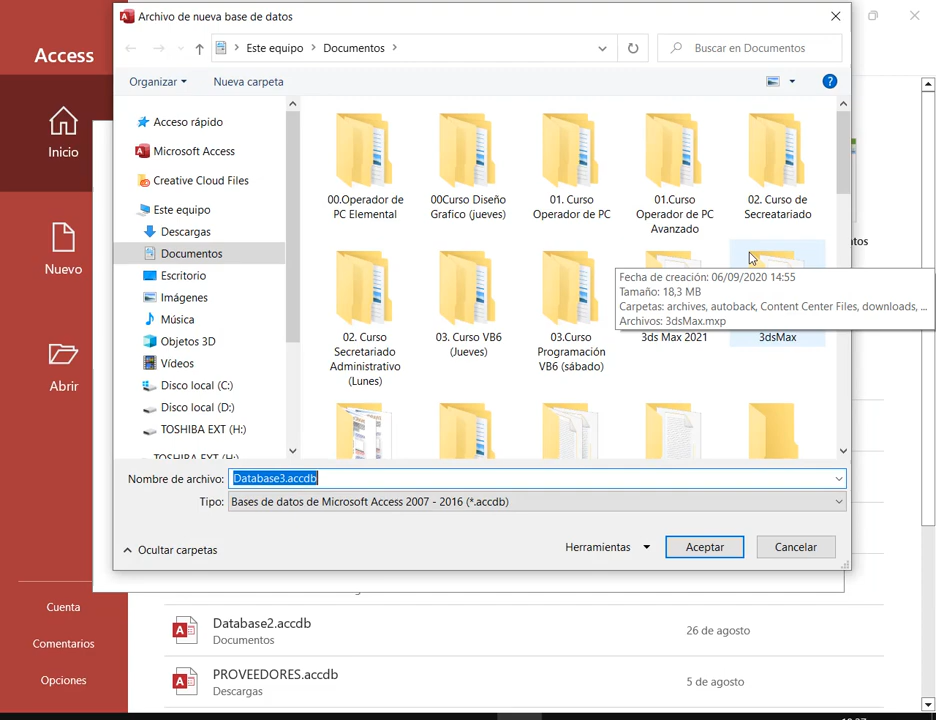 Archivo de nueva base de datos
Access
Inicio
Nuevo
Abrir
Cuenta
Comentarios
Opciones
Este equipo
Documentos
Buscar en Documentos
Organizar
Nueva carpeta
Acceso rápido
Microsoft Access
Creative Cloud Files
Este equipo
Descargas
Documentos
Escritorio
Imágenes
Música
Objetos 3D
Vídeos
Disco local (C:)
Disco local (D:)
TOSHIBA EXT (H:)
TOSHIBA EXT (H:)
00.Operador de
PC Elemental
00Curso Diseño
Grafico (jueves)
01. Curso
Operador de PC
01.Curso
Operador de PC
Avanzado
02. Curso de
Secreatariado
02. Curso
Secretariado
Administrativo
(Lunes)
03. Curso VB6
(Jueves)
03.Curso
Programación
VB6 (sábado)
3ds Max 2021
3dsMax
Fecha de creación: 06/09/2020 14:55
Tamaño: 18,3 MB
Carpetas: archives, autoback, Content Center Files, downloads, ...
Archivos: 3dsMax.mxp
Nombre de archivo:
Database3.accdb
Tipo:
Bases de datos de Microsoft Access 2007 - 2016 (*.accdb)
Ocultar carpetas
Herramientas
Aceptar
Cancelar
Database2.accdb
Documentos
26 de agosto
PROVEEDORES.accdb
Descargas
5 de agosto